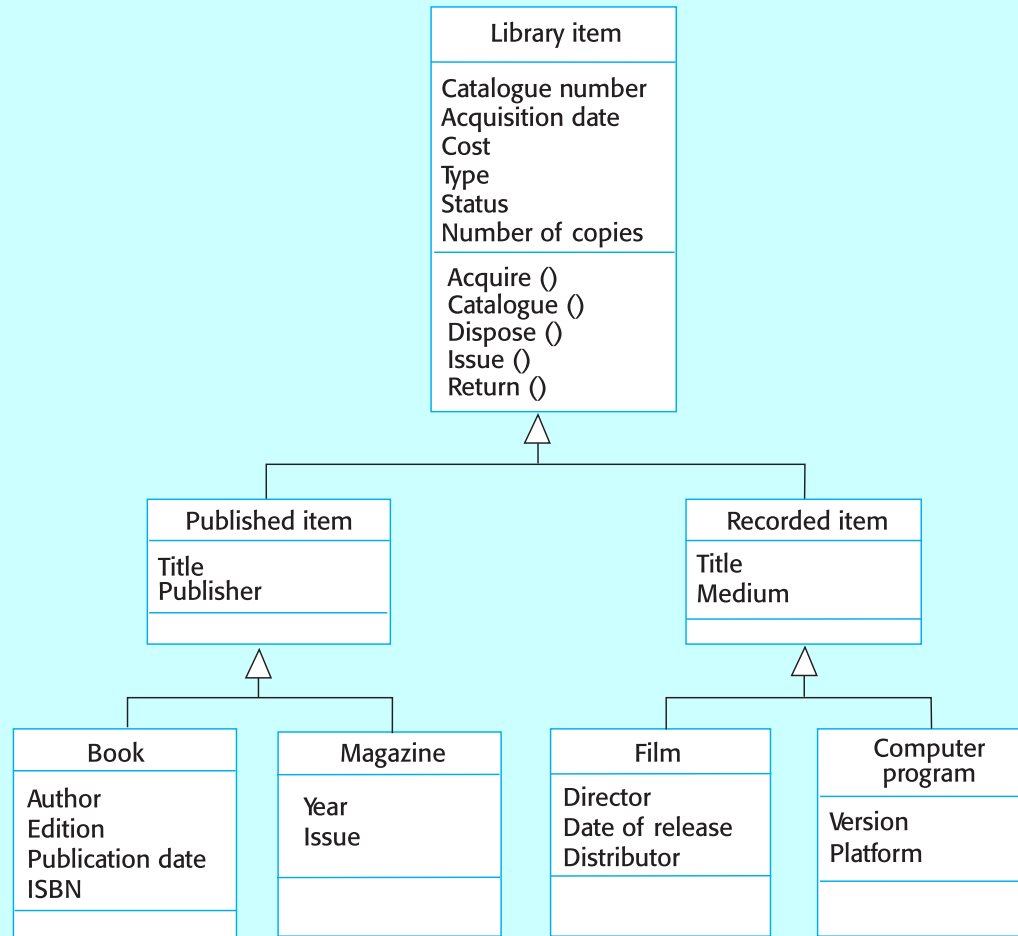 Library item
Catalogue number
Acquisition date
Cost
Type
Status
Number of copies
Acquire ()
Catalogue ()
Dispose ()
Issue ()
Return ()
Published item
Title
Publisher
Recorded item
Title
Medium
Book
Author
Edition
Publication date
ISBN
Magazine
Year
Issue
Film
Director
Date of release
Distributor
Computer
program
Version
Platform